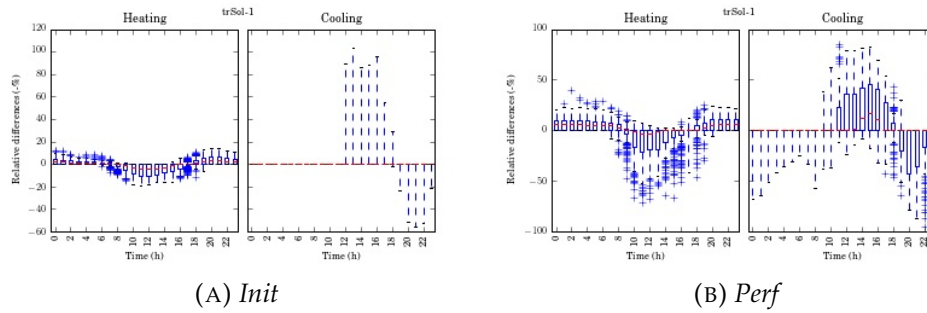 trSol-1
Heating
Cooling
Relative differences (-%)
120
100
80
60
40
20
0
−20
−40
−60
0 2 4 6 8 10 12 14 16 18 20 22
0 2 4 6 8 10 12 14 16 18 20 22
Time (h)
Time (h)
(A) Init
trSol-1
Heating
Cooling
Relative differences (-%)
100
50
0
−50
−100
0 2 4 6 8 10 12 14 16 18 20 22
0 2 4 6 8 10 12 14 16 18 20 22
Time (h)
Time (h)
(B) Perf